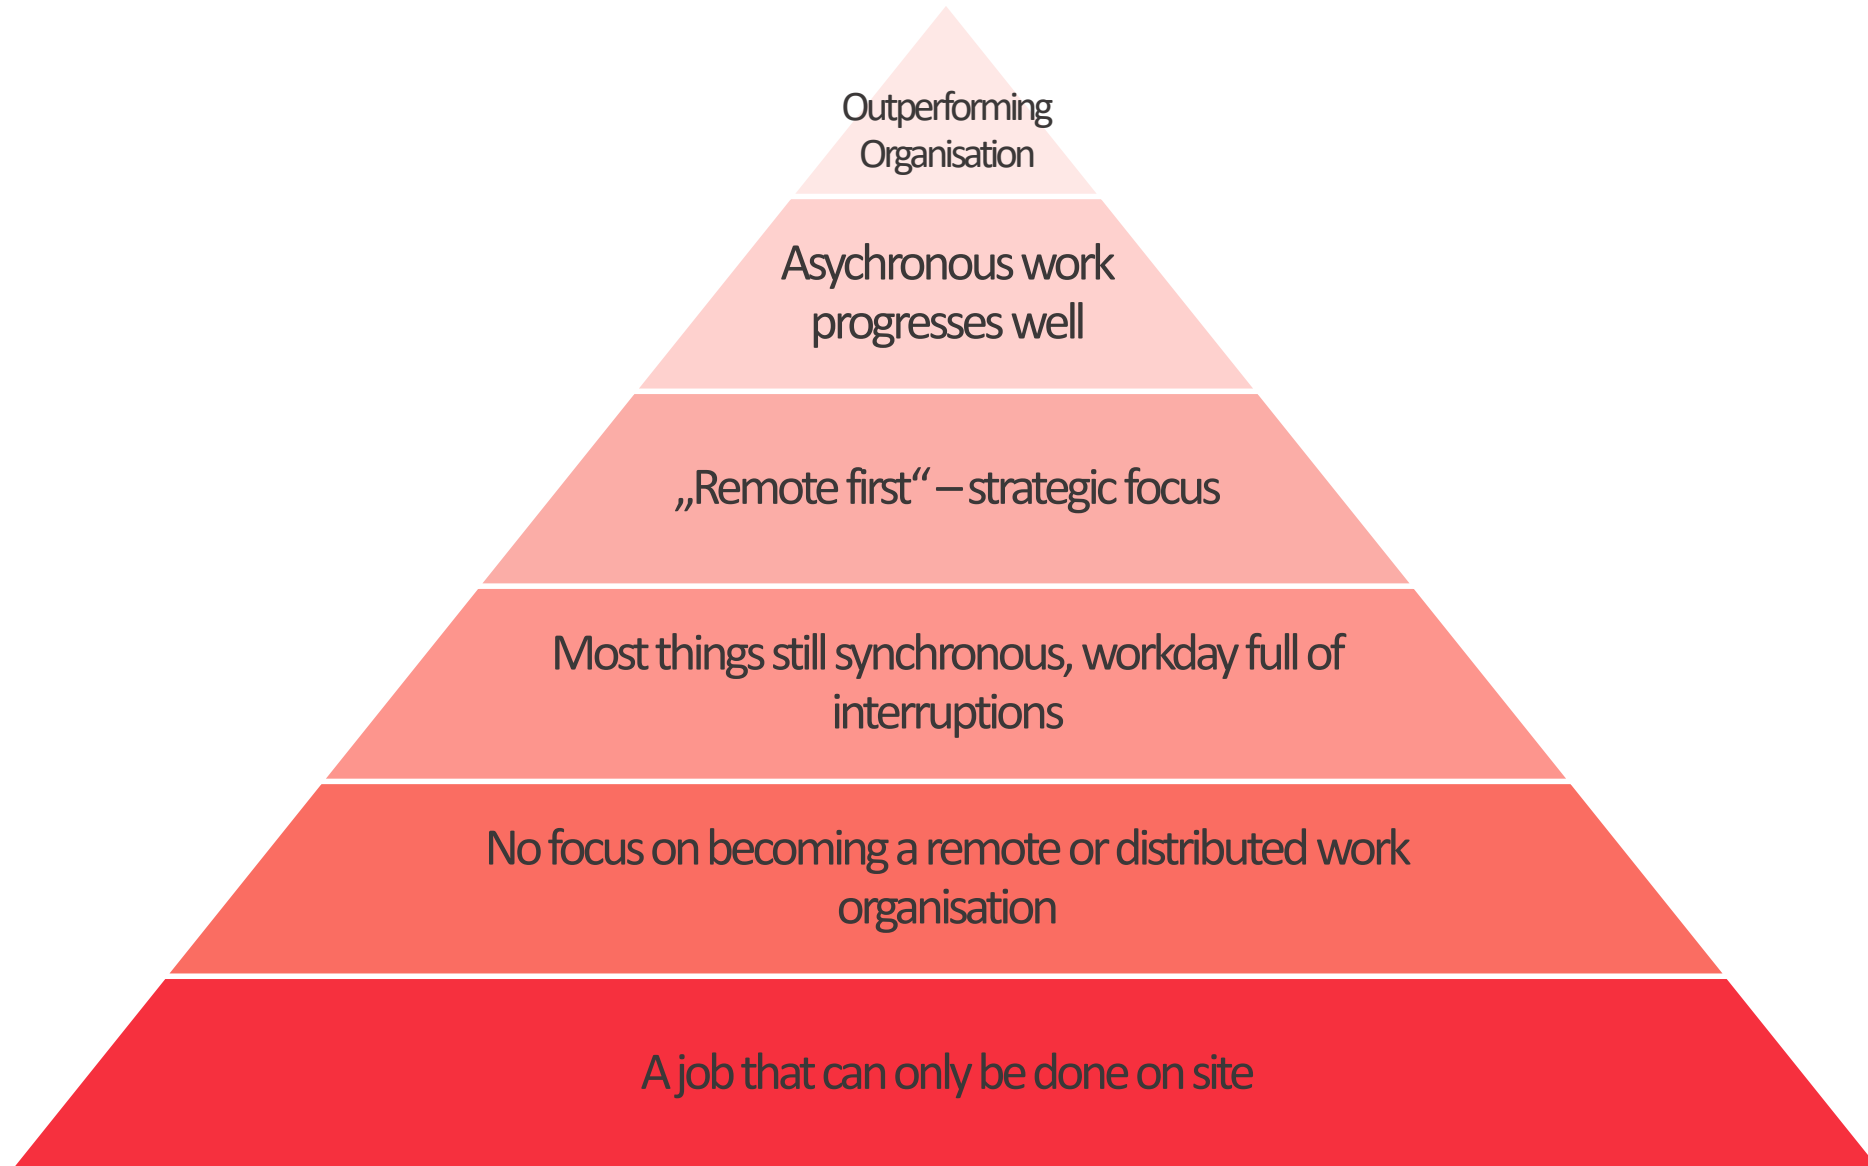 Outperforming
Organisation
Asychronous work
progresses well
„Remote first“ – strategic focus
Most things still synchronous, workday full of
interruptions
No focus on becoming a remote or distributed work
organisation
A job that can only be done on site